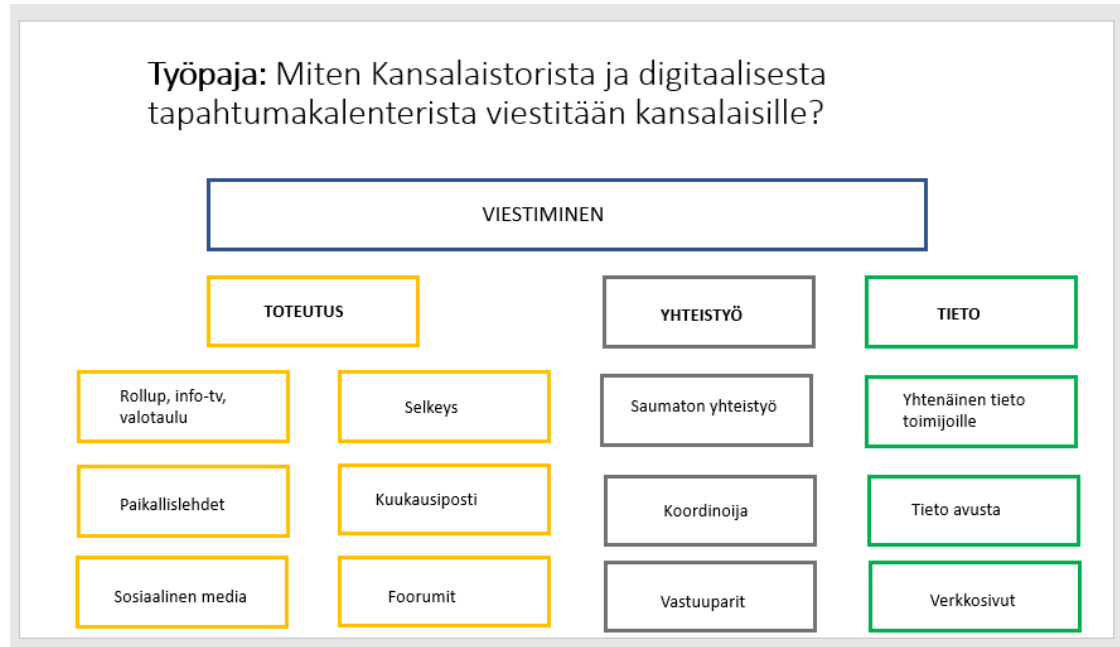 Työpaja: Miten Kansalaistorista ja digitaalisesta
tapahtumakalenterista viestitään kansalaisille?
VIESTIMINEN
TOTEUTUS
YHTEISTYÖ
TIETO
Rollup, info-tv,
valotaulu
Selkeys
Saumaton yhteistyö
Yhtenäinen tieto
toimijoille
Paikallislehdet
Kuukausiposti
Koordinoija
Tieto avusta
Sosiaalinen media
Foorumit
Vastuuparit
Verkkosivut